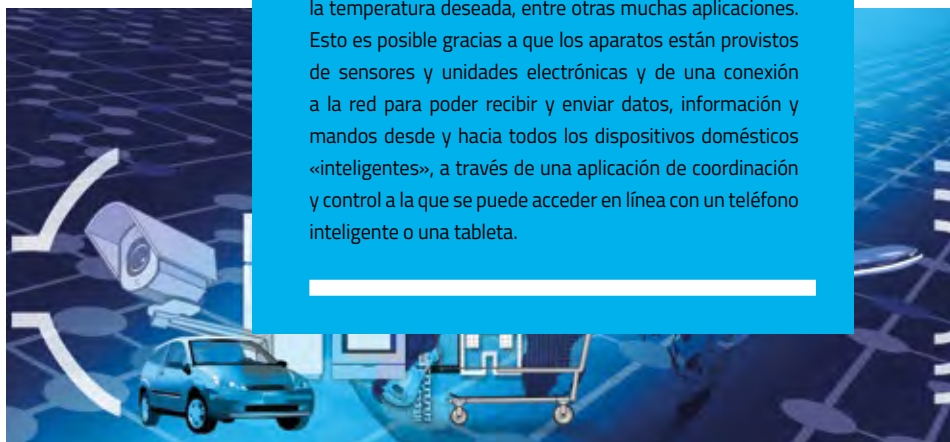 la temperatura deseada, entre otras muchas aplicaciones.
Esto es posible gracias a que los aparatos están provistos
de sensores y unidades electrónicas y de una conexión
a la red para poder recibir y enviar datos, información y
mandos desde y hacia todos los dispositivos domésticos
«inteligentes», a través de una aplicación de coordinación
y control a la que se puede acceder en línea con un teléfono
inteligente o una tableta.